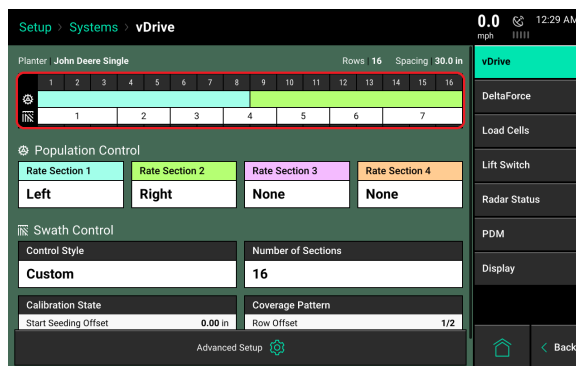 Setup > Systems > vDrive
0.0 mph
12:29 AM
Planter | John Deere Single
Rows | 16 Spacing | 30.0 in
1 2 3 4 5 6 7 8 9 10 11 12 13 14 15 16
1 2 3 4 5 6 7
Population Control
Rate Section 1 Rate Section 2 Rate Section 3 Rate Section 4
Left Right None None
Swath Control
Control Style Number of Sections
Custom 16
Calibration State Coverage Pattern
Start Seeding Offset 0.00 in Row Offset 1/2
Advanced Setup
vDrive
DeltaForce
Load Cells
Lift Switch
Radar Status
PDM
Display
< Back